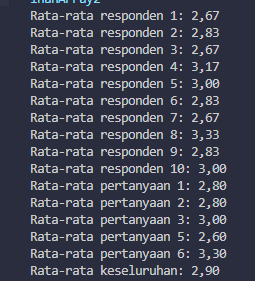 Rata-rata responden 1: 2,67
Rata-rata responden 2: 2,83
Rata-rata responden 3: 2,67
Rata-rata responden 4: 3,17
Rata-rata responden 5: 3,00
Rata-rata responden 6: 2,83
Rata-rata responden 7: 2,67
Rata-rata responden 8: 3,33
Rata-rata responden 9: 2,83
Rata-rata responden 10: 3,00
Rata-rata pertanyaan 1: 2,80
Rata-rata pertanyaan 2: 2,80
Rata-rata pertanyaan 3: 3,00
Rata-rata pertanyaan 5: 2,60
Rata-rata pertanyaan 6: 3,30
Rata-rata keseluruhan: 2,90